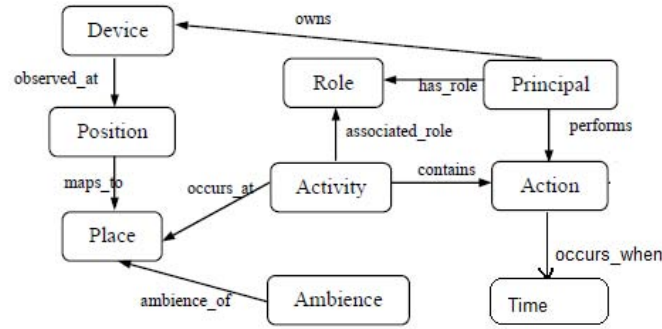 owns
Device
observed_at
Role
has_role
Principal
Position
associated_role
performs
maps_to
occurs_at
Activity
contains
Action
Place
occurs_when
ambience_of
Ambience
Time